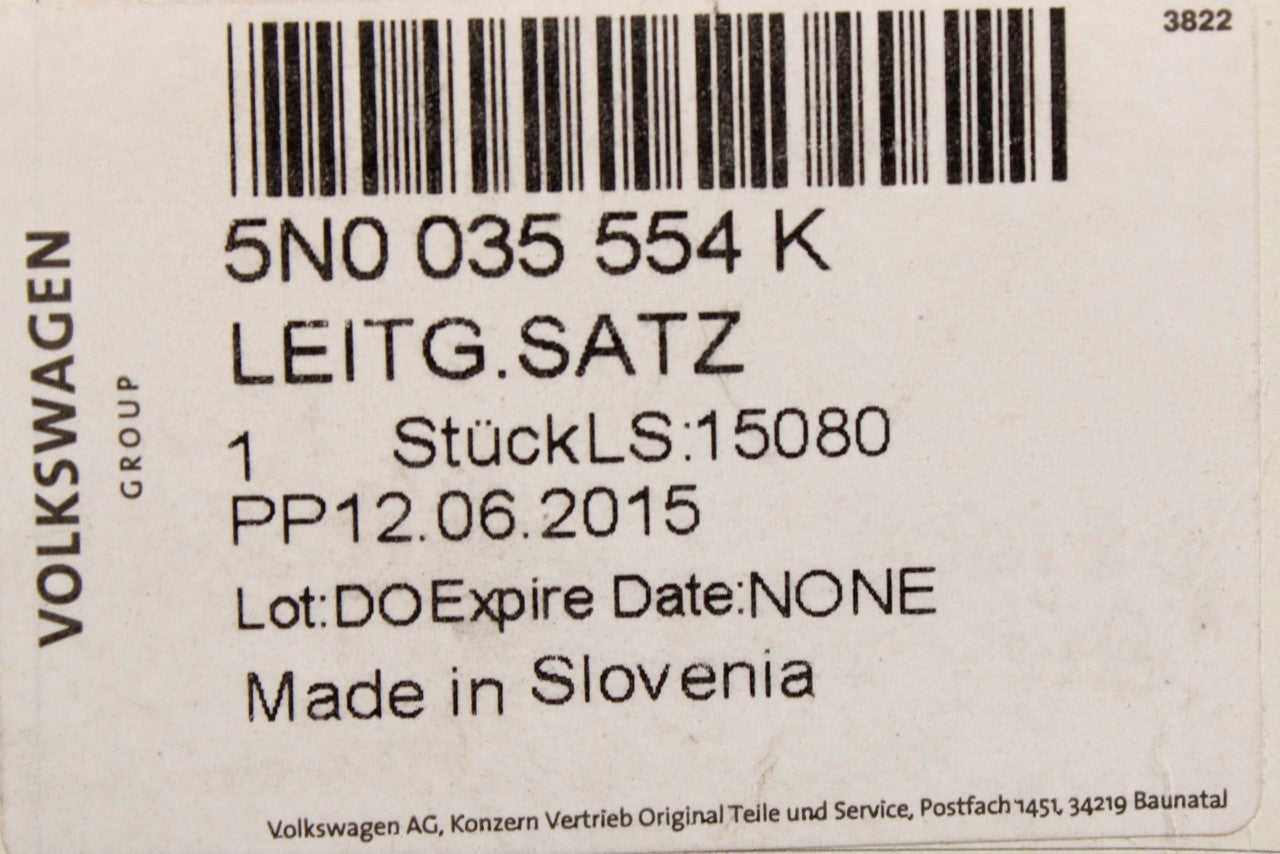 3822
5N0 035 554 K
LEITG.SATZ
1 StückLS:15080
PP12.06.2015
Lot:DOExpire Date:NONE
Made in Slovenia
VOLKSWAGEN
GROUP
Volkswagen AG, Konzern Vertrieb Original Teile und Service, Postfach 1451, 34219 Baunatal